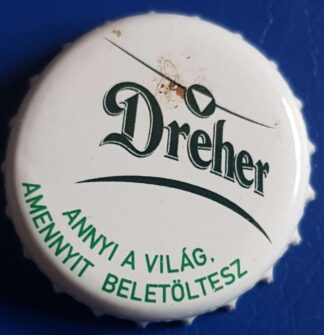 Dreher
ANNYI A VILÁG,
AMENNYIT BELETÖLTESZ